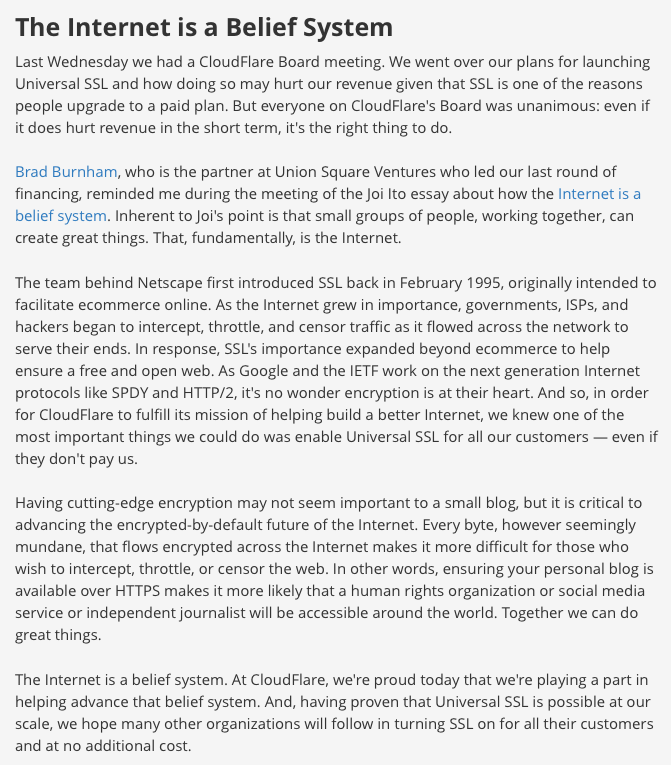 The Internet is a Belief System
Last Wednesday we had a CloudFlare Board meeting. We went over our plans for launching
Universal SSL and how doing so may hurt our revenue given that SSL is one of the reasons
people upgrade to a paid plan. But everyone on CloudFlare's Board was unanimous: even if
it does hurt revenue in the short term, it's the right thing to do.
Brad Burnham, who is the partner at Union Square Ventures who led our last round of
financing, reminded me during the meeting of the Joi Ito essay about how the Internet is a
belief system. Inherent to Joi's point is that small groups of people, working together, can
create great things. That, fundamentally, is the Internet.
The team behind Netscape first introduced SSL back in February 1995, originally intended to
facilitate ecommerce online. As the Internet grew in importance, governments, ISPs, and
hackers began to intercept, throttle, and censor traffic as it flowed across the network to
serve their ends. In response, SSL's importance expanded beyond ecommerce to help
ensure a free and open web. As Google and the IETF work on the next generation Internet
protocols like SPDY and HTTP/2, it's no wonder encryption is at their heart. And so, in order
for CloudFlare to fulfill its mission of helping build a better Internet, we knew one of the
most important things we could do was enable Universal SSL for all our customers — even if
they don't pay us.
Having cutting-edge encryption may not seem important to a small blog, but it is critical to
advancing the encrypted-by-default future of the Internet. Every byte, however seemingly
mundane, that flows encrypted across the Internet makes it more difficult for those who
wish to intercept, throttle, or censor the web. In other words, ensuring your personal blog is
available over HTTPS makes it more likely that a human rights organization or social media
service or independent journalist will be accessible around the world. Together we can do
great things.
The Internet is a belief system. At CloudFlare, we're proud today that we're playing a part in
helping advance that belief system. And, having proven that Universal SSL is possible at our
scale, we hope many other organizations will follow in turning SSL on for all their customers
and at no additional cost.